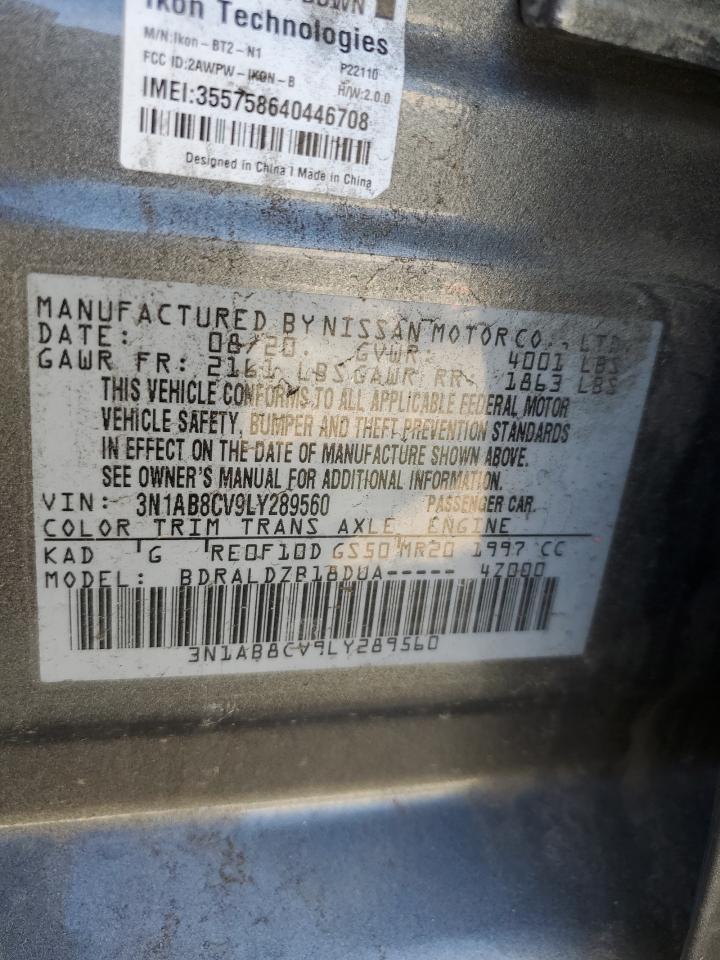 OWN
Ikon Technologies
M/N:Ikon-BT2-N1
P22110
FCC ID:2AWPW-IKON-B
H/W:2.0.0
IMEI:355758640446708
Designed in China | Made in China
MANUFACTURED BY NISSAN MOTOR CO., LTD
DATE: 08/20. GVWR: 4001 LBS
GAWR FR: 2161 LBS GAWR RR: 1863 LBS
THIS VEHICLE CONFORMS TO ALL APPLICABLE FEDERAL MOTOR
VEHICLE SAFETY, BUMPER AND THEFT PREVENTION STANDARDS
IN EFFECT ON THE DATE OF MANUFACTURE SHOWN ABOVE.
SEE OWNER'S MANUAL FOR ADDITIONAL INFORMATION.
VIN: 3N1AB8CV9LY289560 PASSENGER CAR.
COLOR TRIM TRANS AXLE ENGINE
KAD G RE0F10D GS50 MR20 1997 CC
MODEL: BDRALDZB18DUA----- 4Z000
3N1AB8CV9LY289560